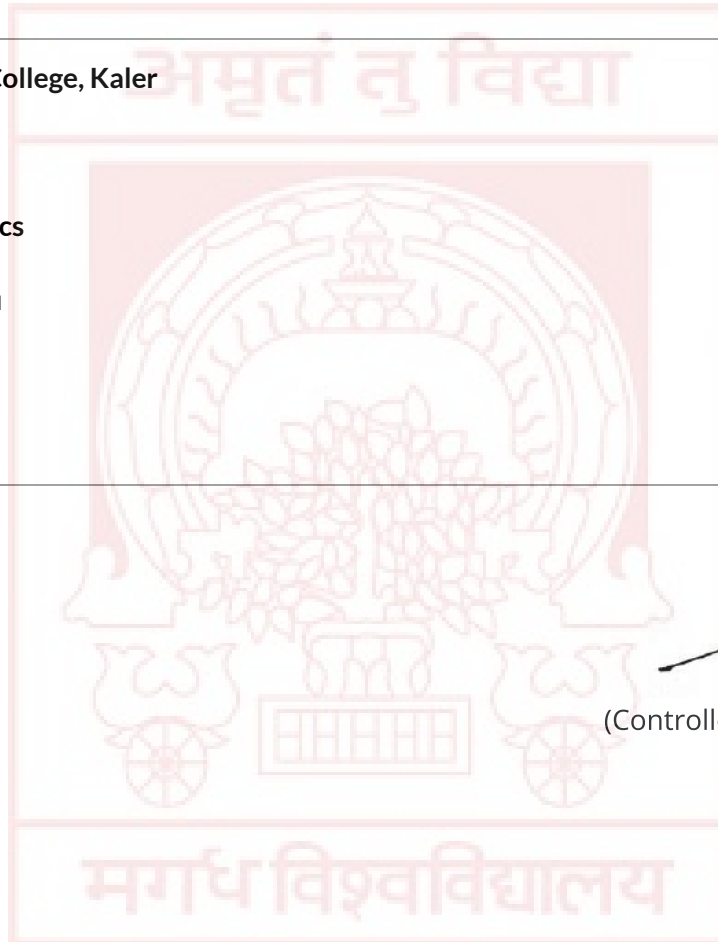 अमृतं तु विद्या
College, Kaler
cs
(Controll
मगध विश्वविद्यालय